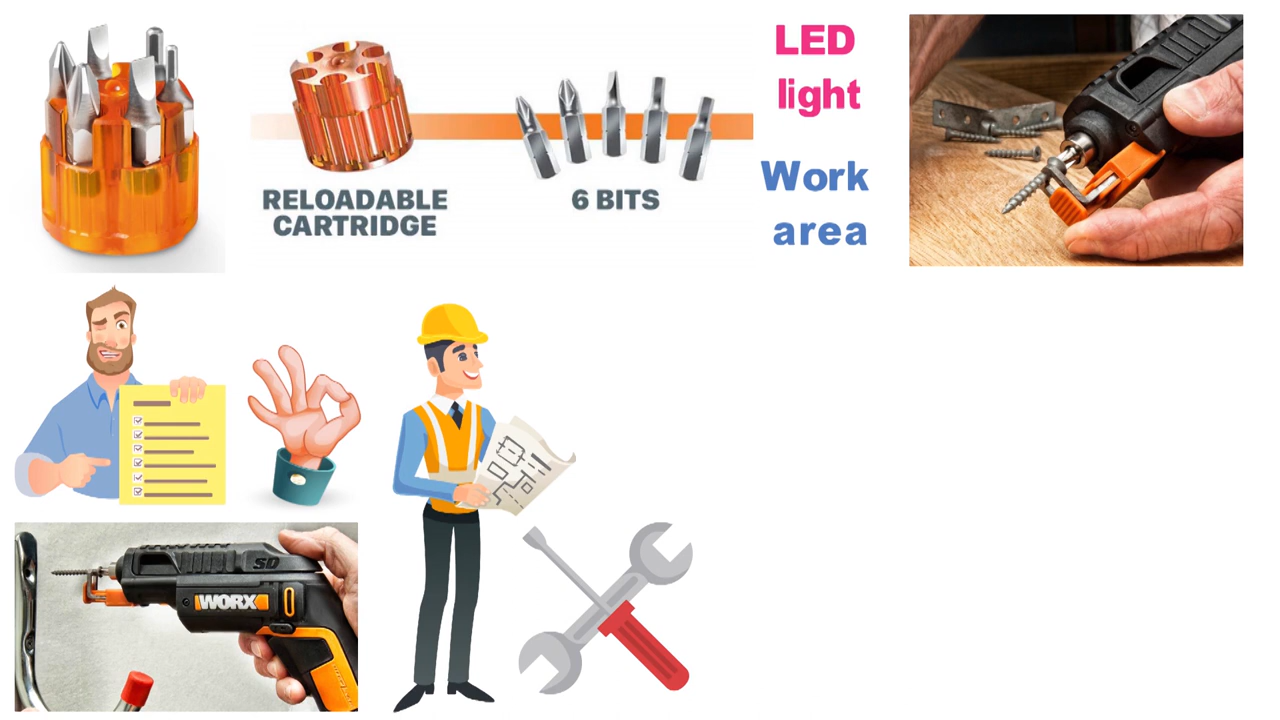 RELOADABLE
CARTRIDGE
6 BITS
LED
light
Work
area
SD
WORX